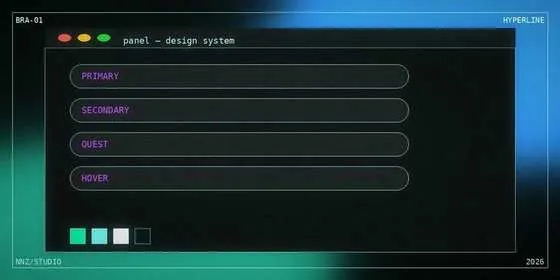 BRA-01
HYPERLINE
panel — design system
PRIMARY
SECONDARY
QUEST
HOVER
NNZ/STUDIO
2026